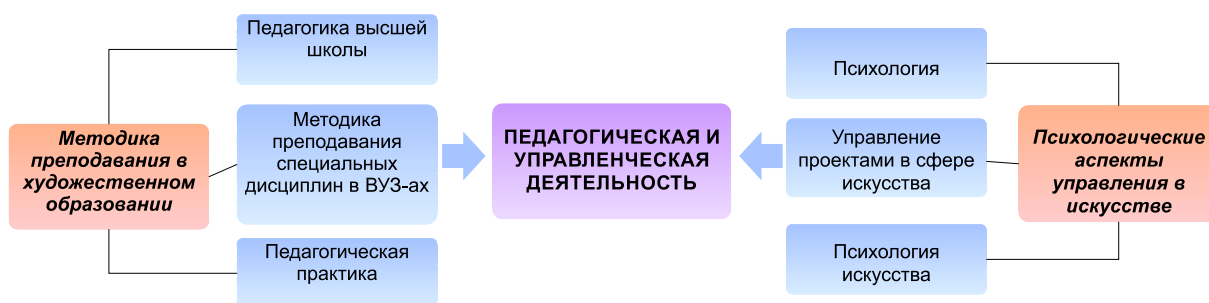 Методика
преподавания в
художественном
образовании
Педагогика высшей
школы
Методика
преподавания
специальных
дисциплин в ВУЗ-ах
Педагогическая
практика
ПЕДАГОГИЧЕСКАЯ И
УПРАВЛЕНЧЕСКАЯ
ДЕЯТЕЛЬНОСТЬ
Психология
Управление
проектами в сфере
искусства
Психология
искусства
Психологические
аспекты
управления в
искусстве